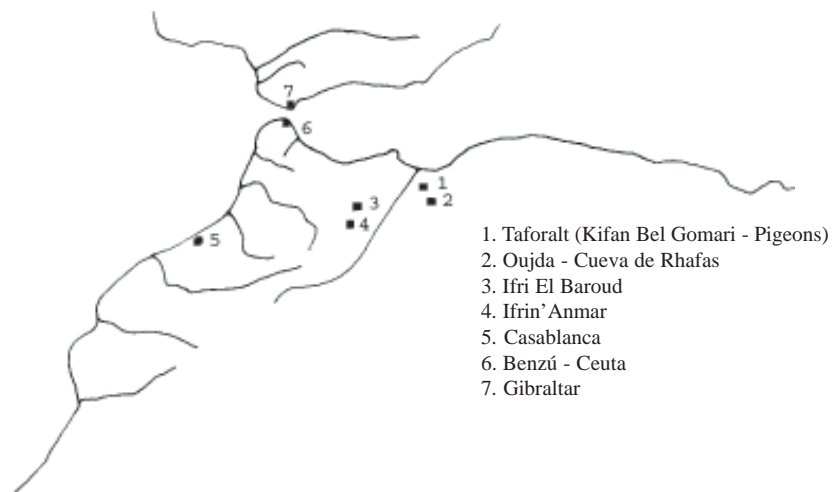 7
6
1
2
3
4
5
1. Taforalt (Kifan Bel Gomari - Pigeons)
2. Oujda - Cueva de Rhafas
3. Ifri El Baroud
4. Ifrin'Anmar
5. Casablanca
6. Benzú - Ceuta
7. Gibraltar